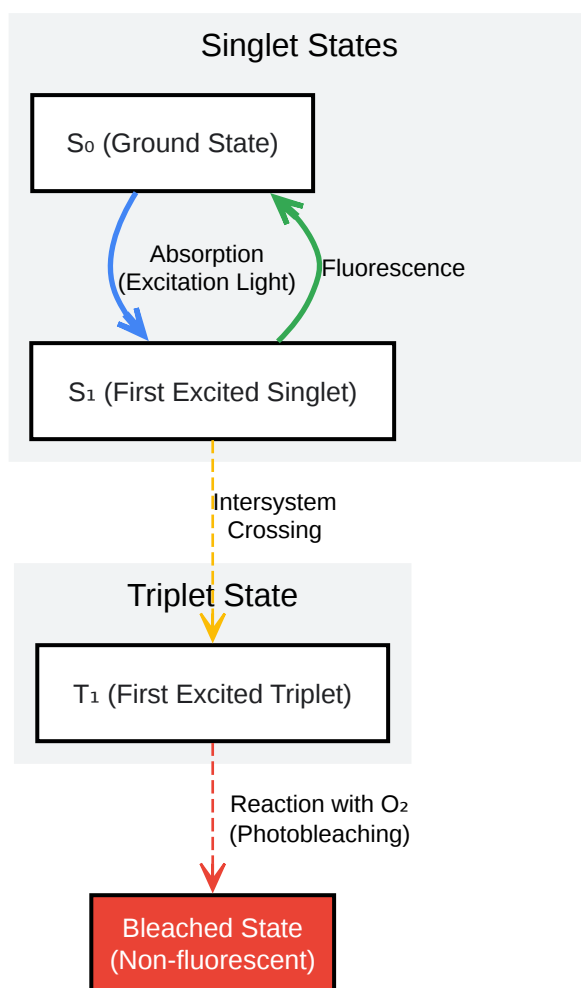 Singlet States
S₀ (Ground State)
Absorption
(Excitation Light)
Fluorescence
S₁ (First Excited Singlet)
Intersystem
Crossing
Triplet State
T₁ (First Excited Triplet)
Reaction with O₂
(Photobleaching)
Bleached State
(Non-fluorescent)